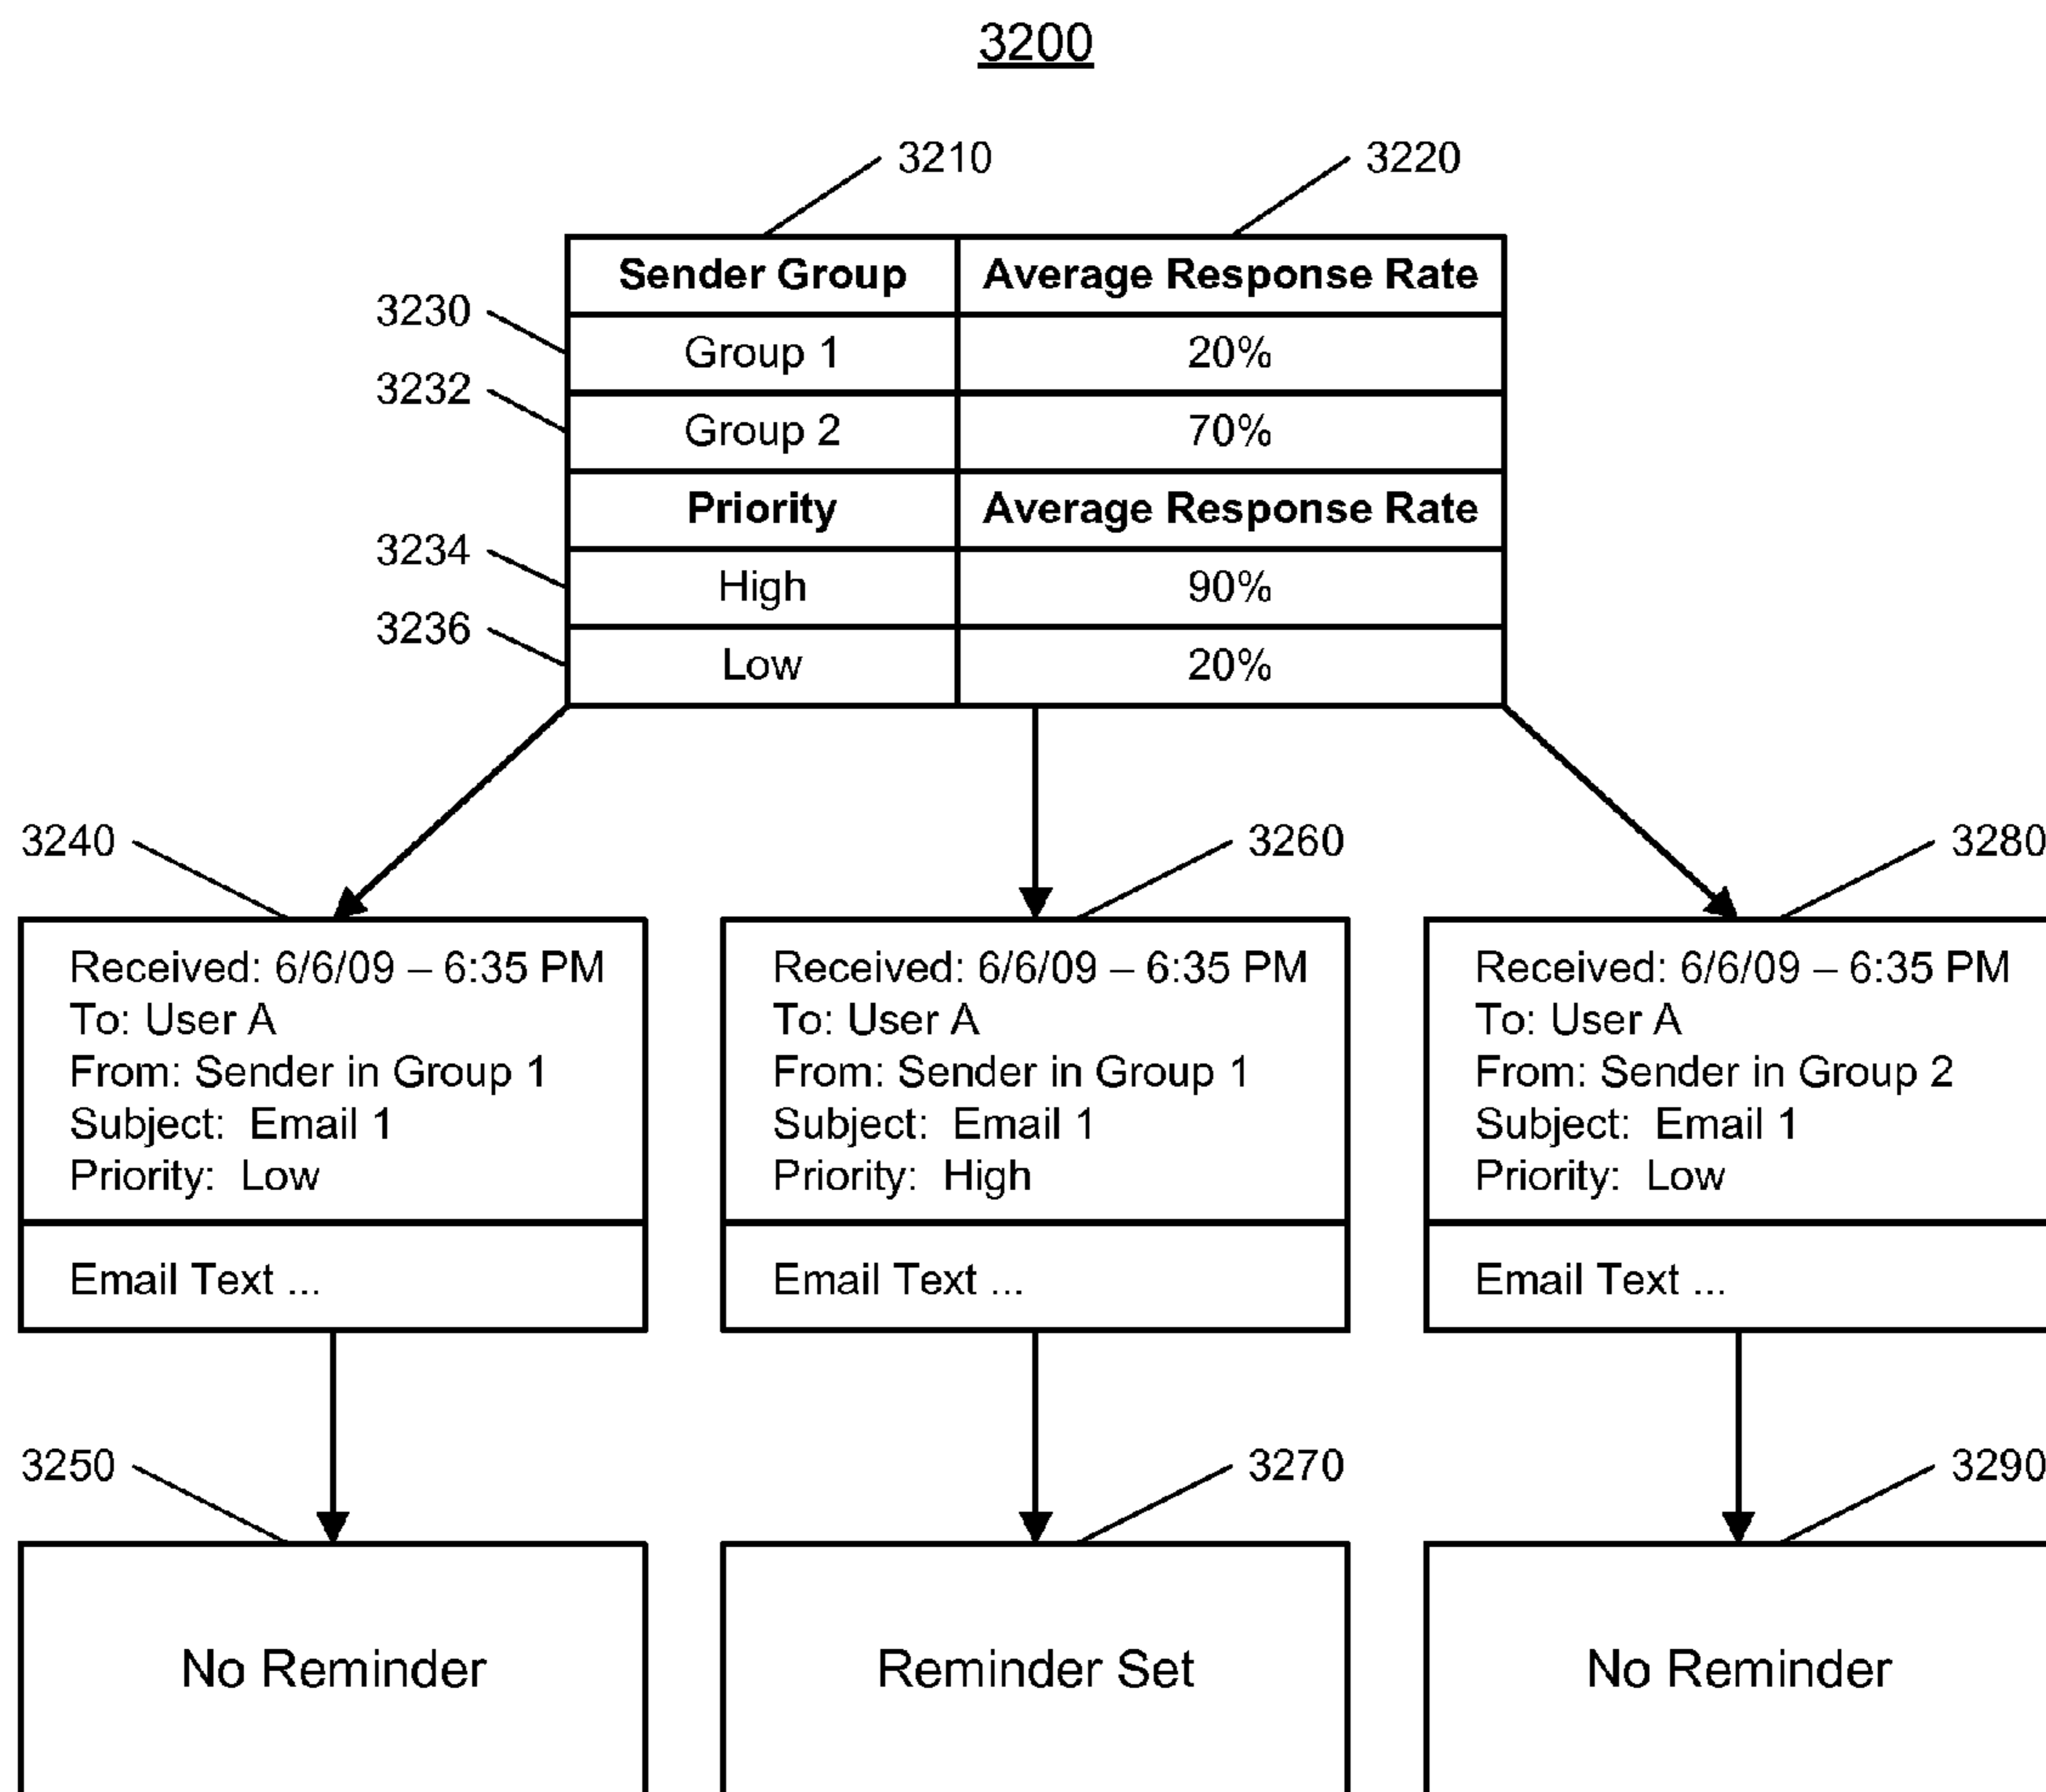 3200
3210 3220
Sender Group Average Response Rate
3230
Group 1 20%
3232
Group 2 70%
Priority Average Response Rate
3234
High 90%
3236
Low 20%
3240 3260 3280
Received: 6/6/09 – 6:35 PM
To: User A
From: Sender in Group 1
Subject: Email 1
Priority: Low
Email Text ...
Received: 6/6/09 – 6:35 PM
To: User A
From: Sender in Group 1
Subject: Email 1
Priority: High
Email Text ...
Received: 6/6/09 – 6:35 PM
To: User A
From: Sender in Group 2
Subject: Email 1
Priority: Low
Email Text ...
3250 3270 3290
No Reminder Reminder Set No Reminder